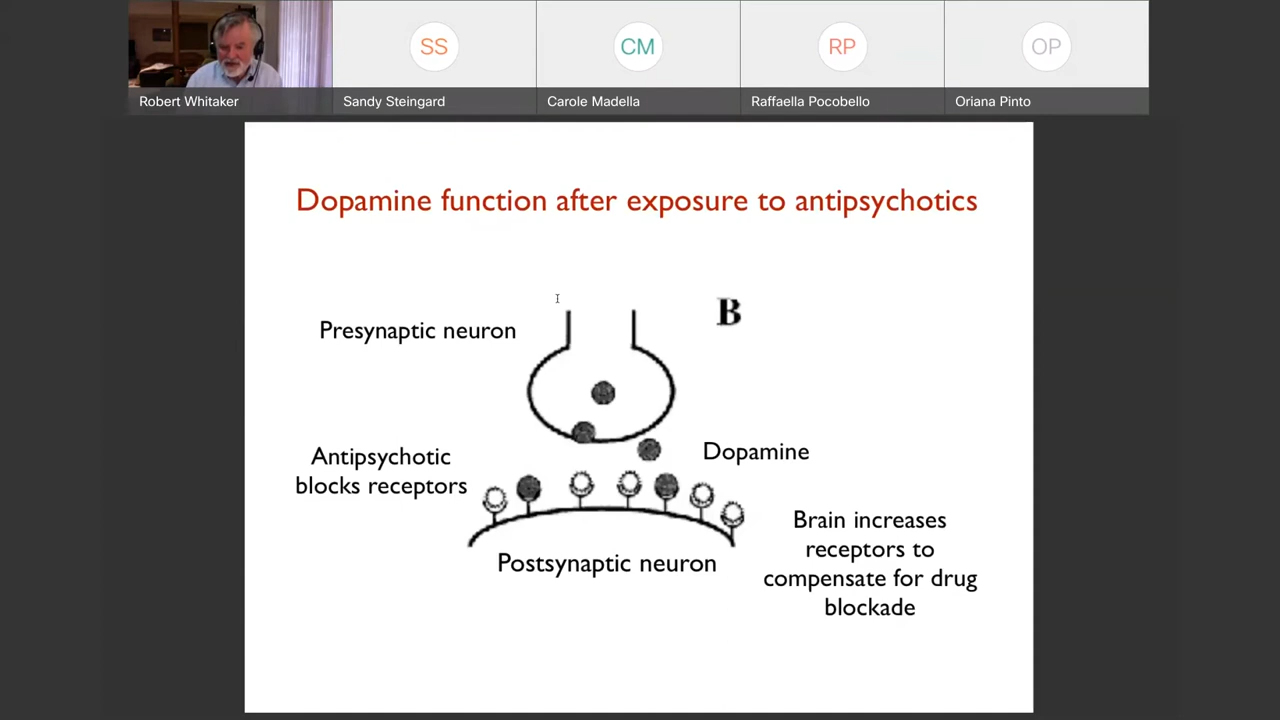 SS
CM
RP
OP
Robert Whitaker
Sandy Steingard
Carole Madella
Raffaella Pocobello
Oriana Pinto
Dopamine function after exposure to antipsychotics
B
Presynaptic neuron
Antipsychotic
blocks receptors
Dopamine
Brain increases
receptors to
compensate for drug
blockade
Postsynaptic neuron